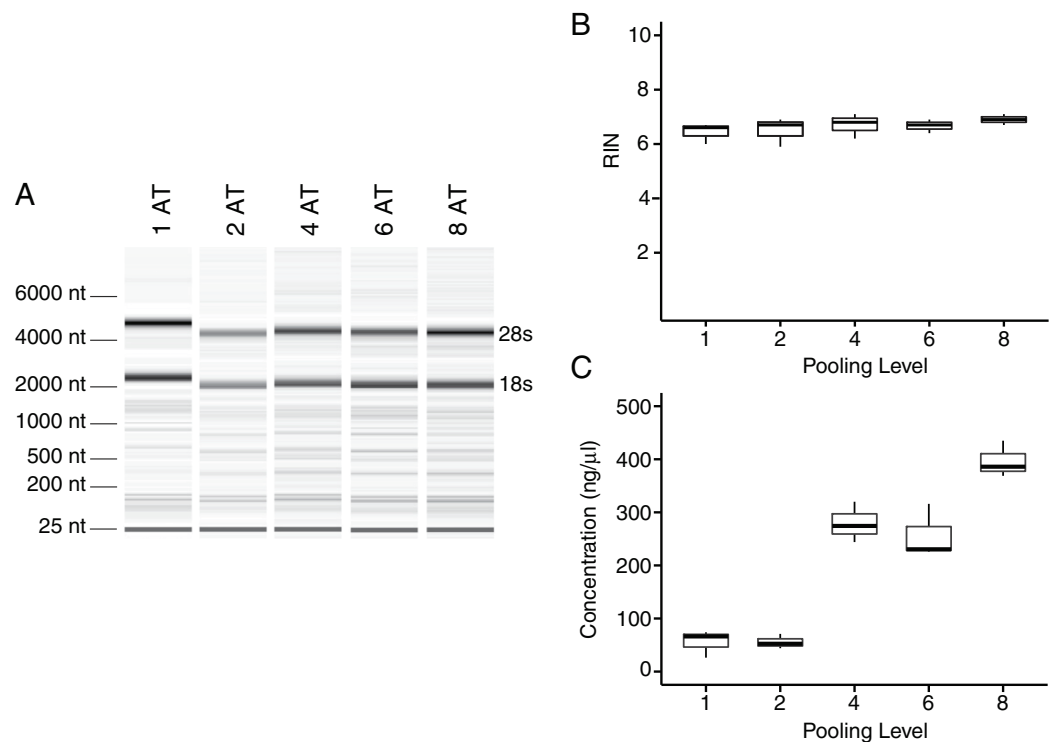 A
1 AT
2 AT
4 AT
6 AT
8 AT
6000 nt
4000 nt
2000 nt
1000 nt
500 nt
200 nt
25 nt
28s
18s
B
RIN
10
8
6
4
2
1 2 4 6 8
Pooling Level
C
Concentration (ng/µl)
500
400
300
200
100
0
1 2 4 6 8
Pooling Level